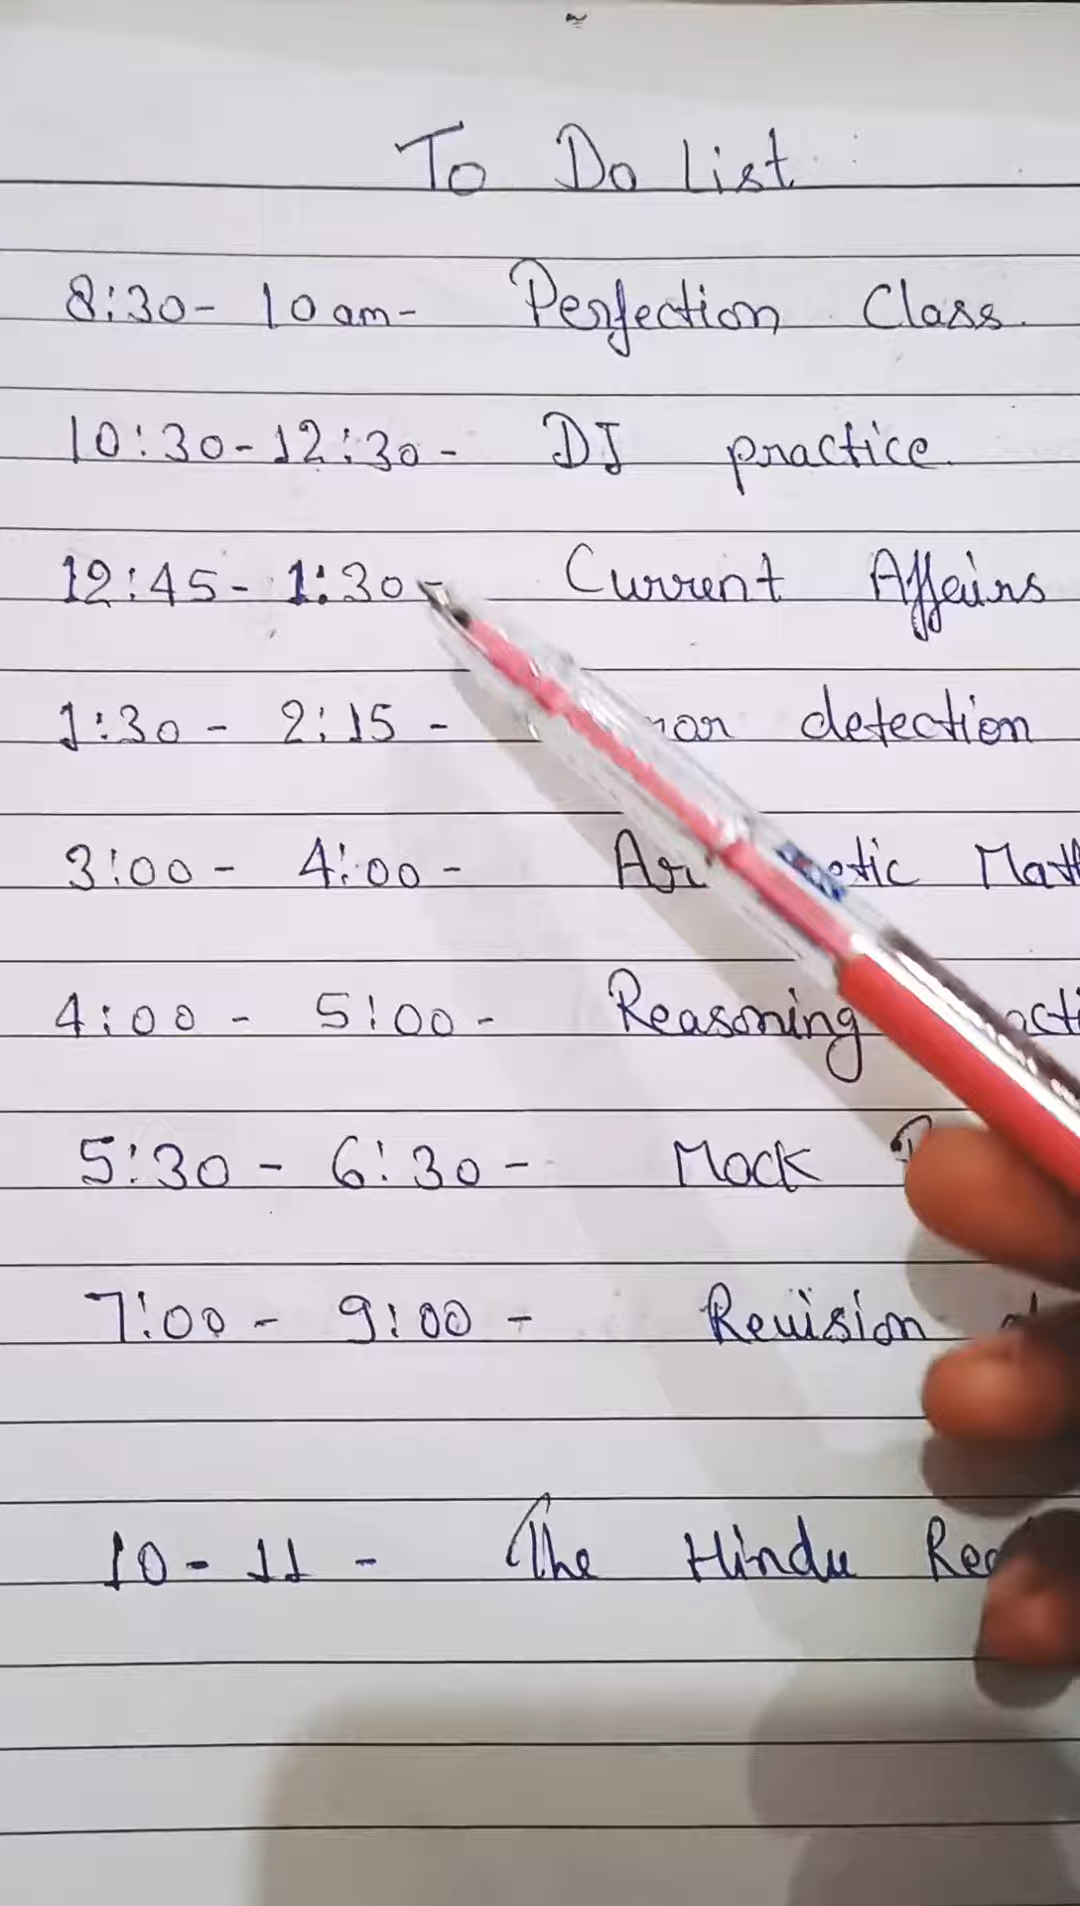 To Do List
8:30- 10 am- Perfection Class.
10:30-12:30- DI practice.
12:45- 1:30- Current Affairs
1:30 - 2:15 - detection
3:00 - 4:00 -
4:00 - 5:00 - Reasoning
5:30 - 6:30 - Mock
7:00 - 9:00 - Revision
10 - 11 - The Hindu